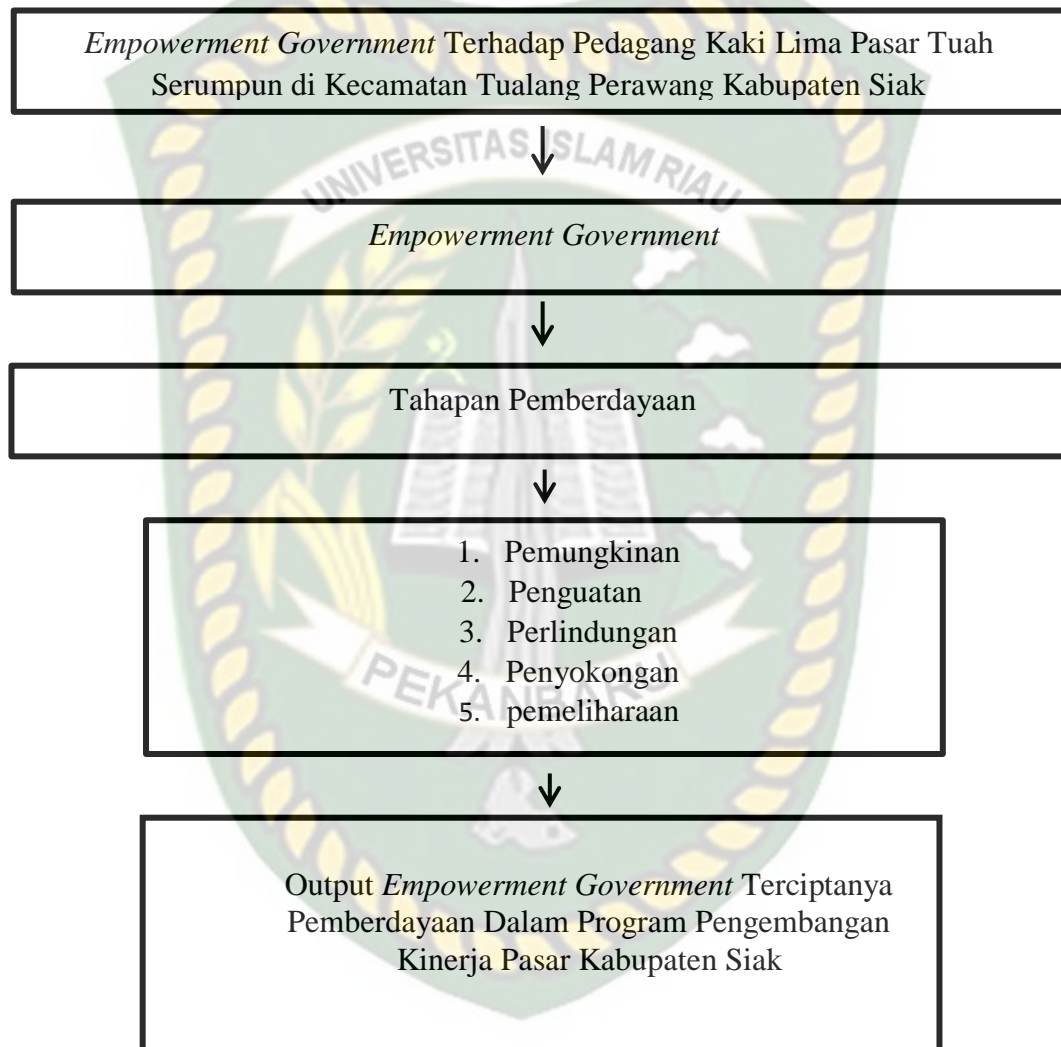 Empowerment Government Terhadap Pedagang Kaki Lima Pasar Tuah
Serumpun di Kecamatan Tualang Perawang Kabupaten Siak
UNIVERSITAS ISLAM RIAU
Empowerment Government
Tahapan Pemberdayaan
1. Pemungkinan
2. Penguatan
3. Perlindungan
4. Penyokongan
5. pemeliharaan
PEKANBARU
Output Empowerment Government Terciptanya
Pemberdayaan Dalam Program Pengembangan
Kinerja Pasar Kabupaten Siak